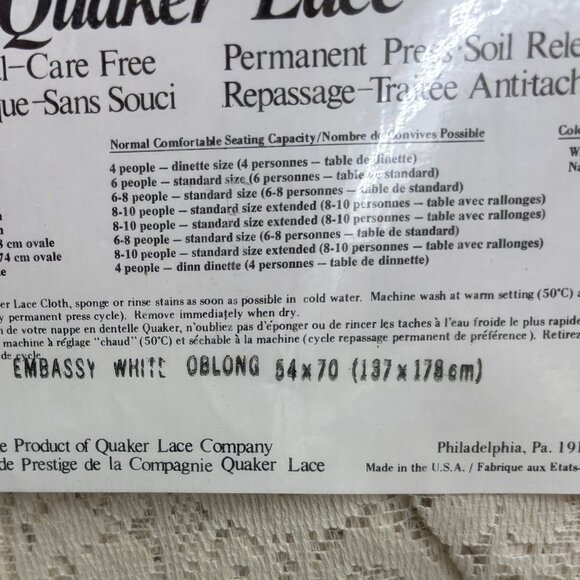 Quaker Lace
l-Care Free
Permanent Press-Soil Rele
que-Sans Souci
Repassage-Traitée Antitach
Normal Comfortable Seating Capacity/Nombre de Convives Possible
4 people — dinette size (4 personnes — table de dinette)
6 people — standard size (6 personnes — table de standard)
6-8 people — standard size (6-8 personnes — table de standard)
8-10 people — standard size extended (8-10 personnes — table avec rallonges)
8-10 people — standard size extended (8-10 personnes — table avec rallonges)
6-8 people — standard size (6-8 personnes — table de standard)
8-10 people — standard size extended (8-10 personnes — table avec rallonges)
4 people — dinn dinette (4 personnes — table de dinnette)
Colo
W
Na
8 cm ovale
74 cm ovale
er Lace Cloth, sponge or rinse stains as soon as possible in cold water. Machine wash at warm setting (50°C) a
y permanent press cycle). Remove immediately when dry.
n de votre nappe en dentelle Quaker, n'oubliez pas d'éponger ou de rincer les taches à l'eau froide le plus rapide
machine à réglage "chaud" (50°C) et séchable à la machine (cycle repassage permanent de préférence). Retirez
de cycle
EMBASSY WHITE OBLONG 54x70 (137x178cm)
e Product of Quaker Lace Company
de Prestige de la Compagnie Quaker Lace
Philadelphia, Pa. 191
Made in the U.S.A. / Fabrique aux Etats-